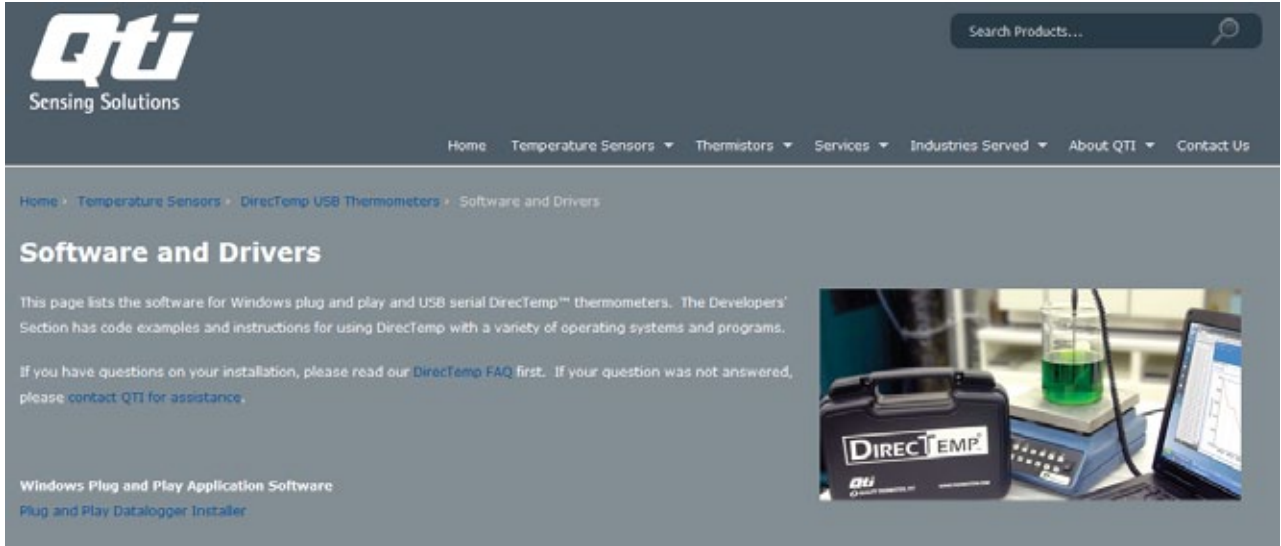 Qti
Sensing Solutions
Search Products...
Home Temperature Sensors Thermistors Services Industries Served About QTI Contact Us
Home Temperature Sensors DirecTemp USB Thermometers Software and Drivers
Software and Drivers
This page lists the software for Windows plug and play and USB serial DirecTemp™ thermometers. The Developers'
Section has code examples and instructions for using DirecTemp with a variety of operating systems and programs.
If you have questions on your installation, please read our DirecTemp FAQ first. If your question was not answered,
please contact QTI for assistance.
DIRECTEMP
Qti
Windows Plug and Play Application Software
Plug and Play Datalogger Installer